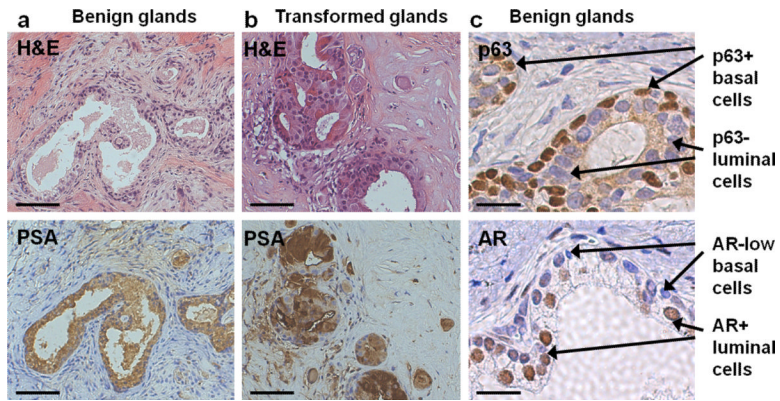 a Benign glands
b Transformed glands
c Benign glands
H&E
H&E
p63
p63+
basal
cells
p63-
luminal
cells
PSA
PSA
AR
AR-low
basal
cells
AR+
luminal
cells